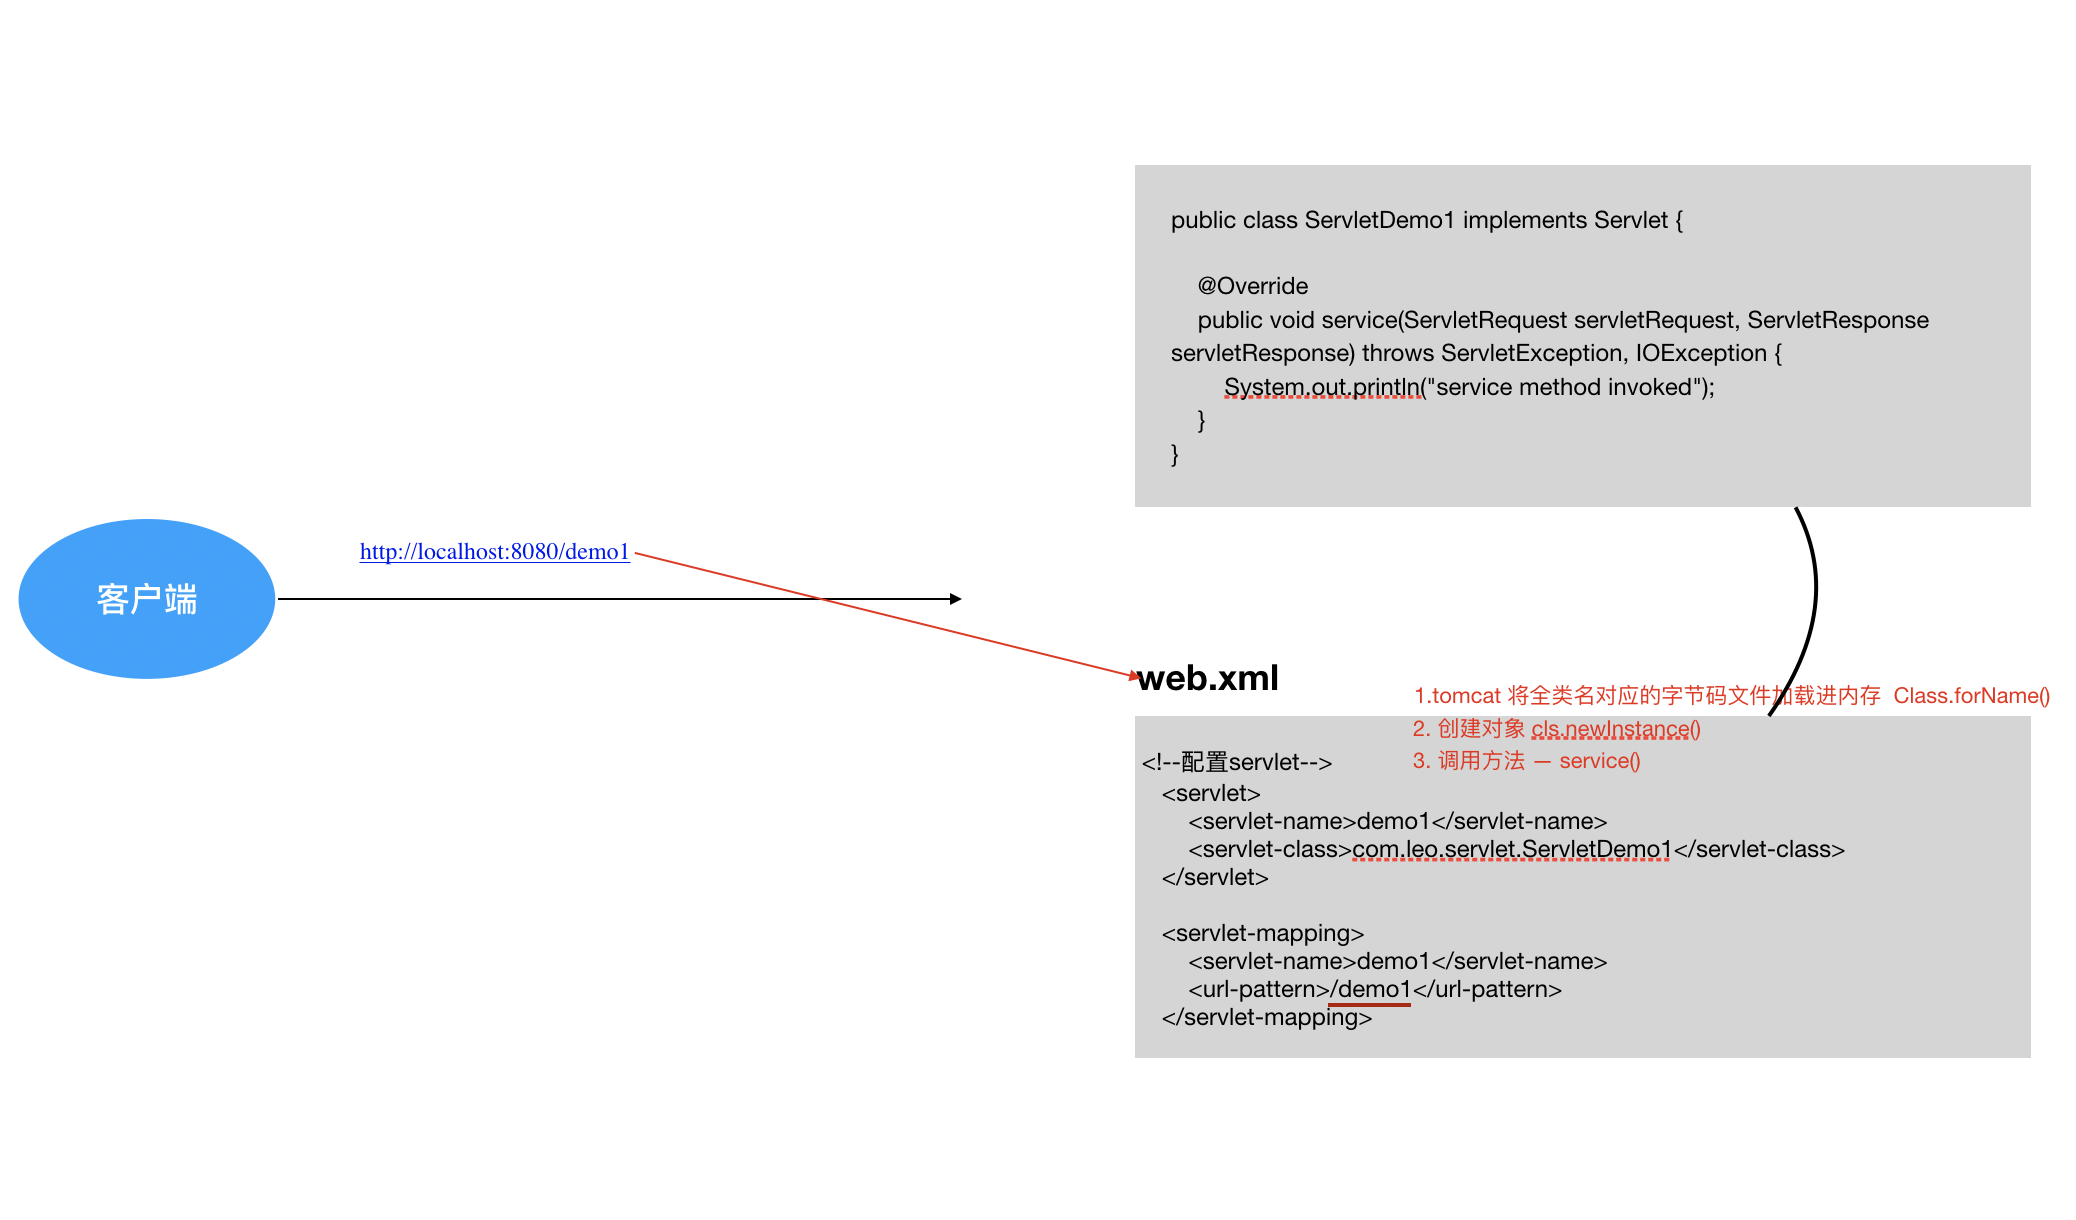 public class ServletDemo1 implements Servlet {
@Override
public void service(ServletRequest servletRequest, ServletResponse
servletResponse) throws ServletException, IOException {
System.out.println("service method invoked");
}
}
http://localhost:8080/demo1
客户端
web.xml
1.tomcat 将全类名对应的字节码文件加载进内存 Class.forName()
2. 创建对象 cls.newInstance()
3. 调用方法 — service()
<!--配置servlet-->
<servlet>
<servlet-name>demo1</servlet-name>
<servlet-class>com.leo.servlet.ServletDemo1</servlet-class>
</servlet>
<servlet-mapping>
<servlet-name>demo1</servlet-name>
<url-pattern>/demo1</url-pattern>
</servlet-mapping>